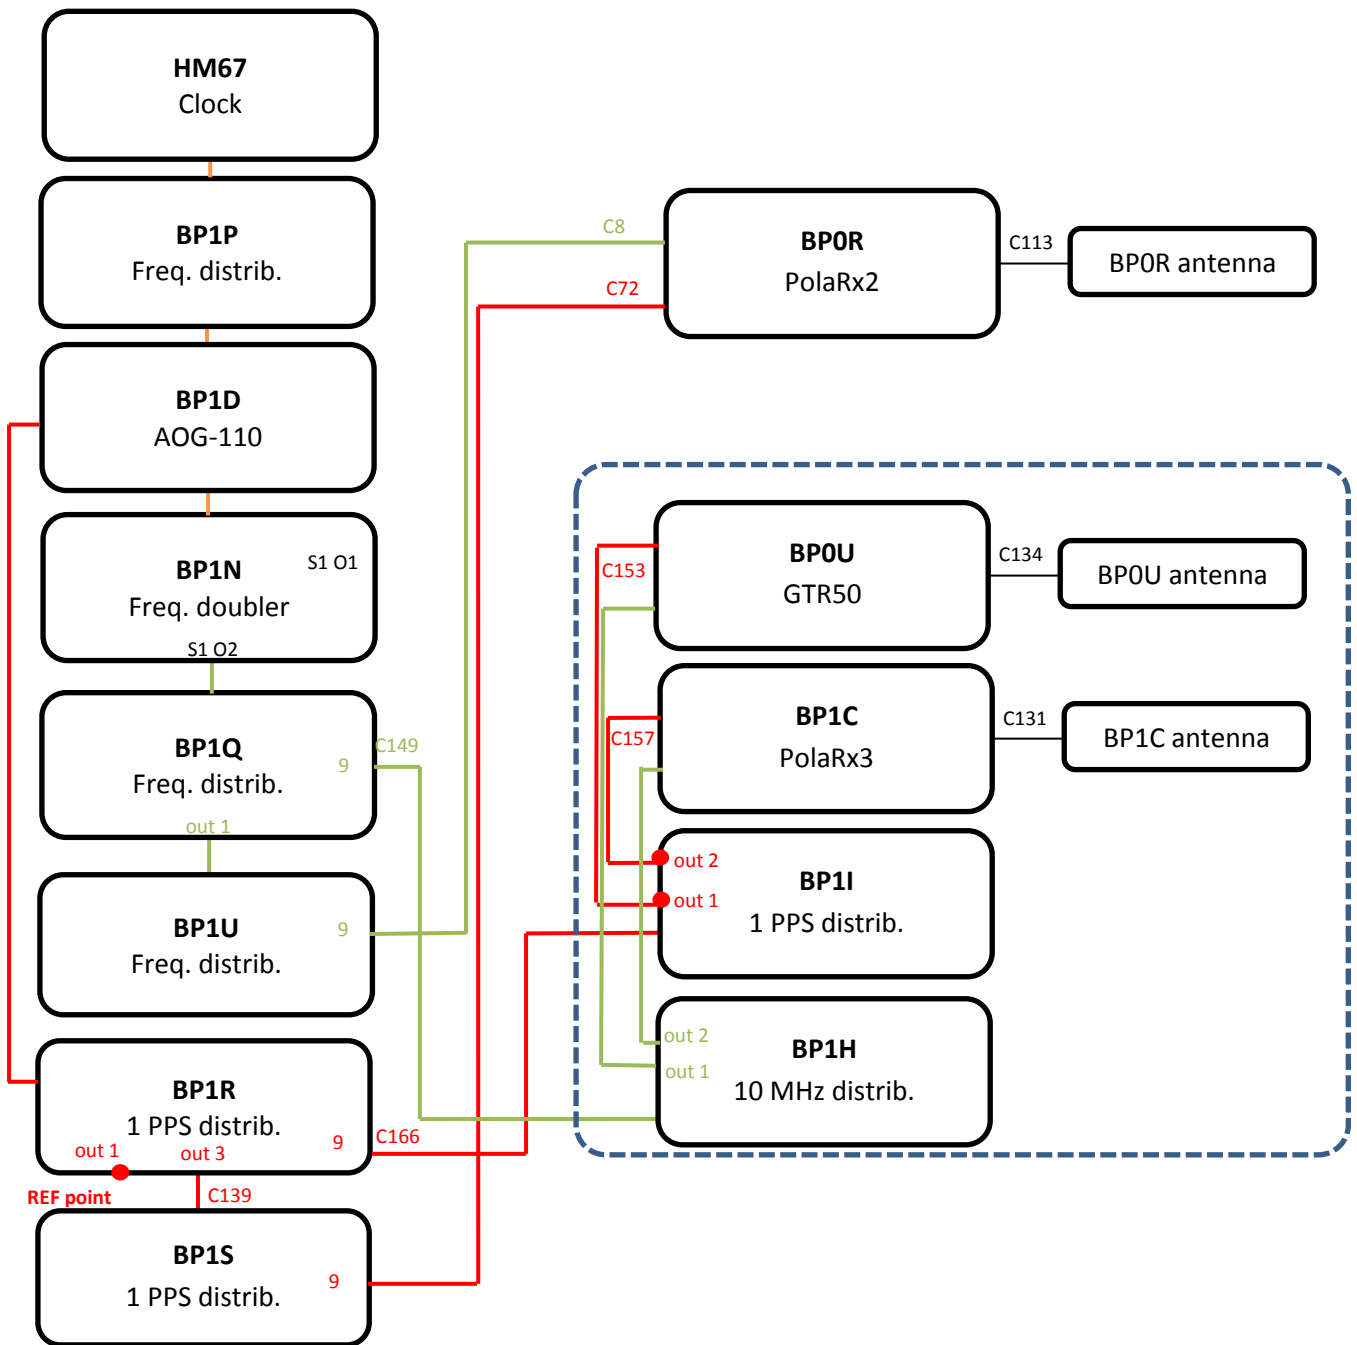 HM67
Clock
BP1P
Freq. distrib.
BP1D
AOG-110
BP1N
S1 O1
Freq. doubler
S1 O2
BP1Q
C149
9
Freq. distrib.
out 1
BP1U
9
Freq. distrib.
BP1R
1 PPS distrib.
9
C166
out 1
out 3
REF point
C139
BP1S
9
1 PPS distrib.
C8
C72
BP0R
PolaRx2
C113
BP0R antenna
C153
BP0U
GTR50
C134
BP0U antenna
C157
BP1C
PolaRx3
C131
BP1C antenna
out 2
out 1
BP1I
1 PPS distrib.
out 2
out 1
BP1H
10 MHz distrib.